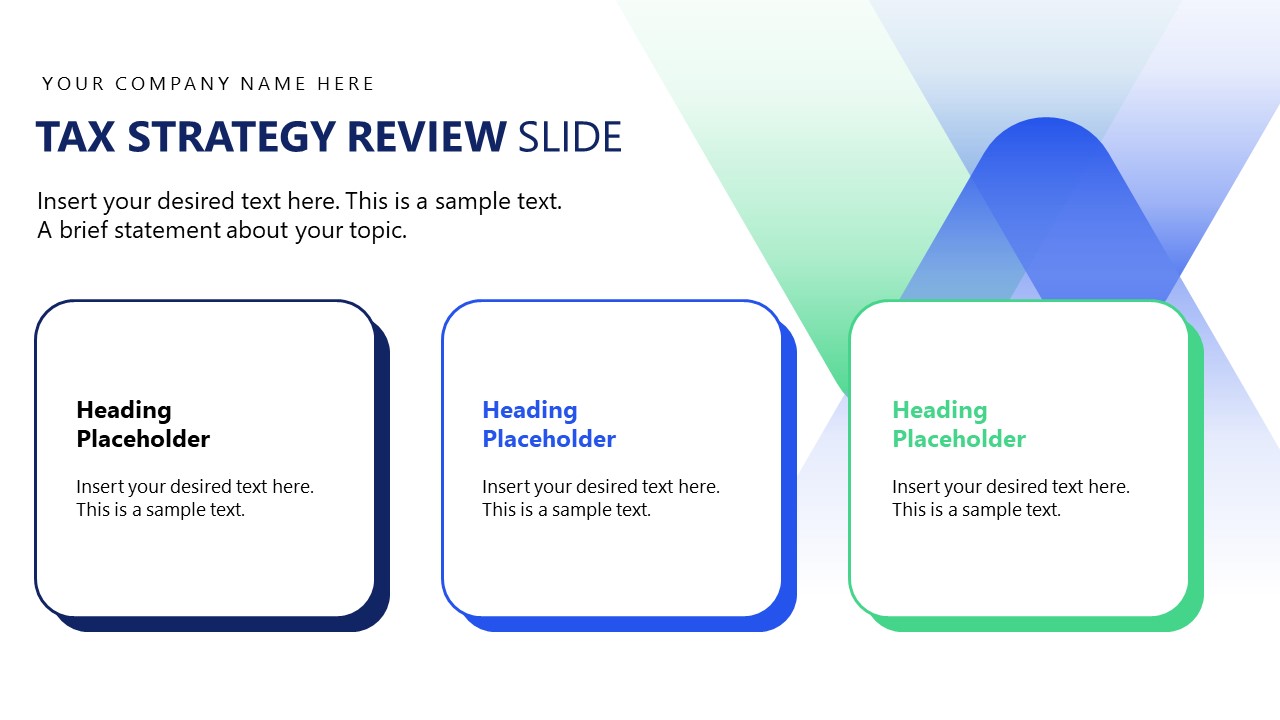 YOUR COMPANY NAME HERE
TAX STRATEGY REVIEW SLIDE
Insert your desired text here. This is a sample text.
A brief statement about your topic.
Heading
Placeholder
Insert your desired text here.
This is a sample text.
Heading
Placeholder
Insert your desired text here.
This is a sample text.
Heading
Placeholder
Insert your desired text here.
This is a sample text.